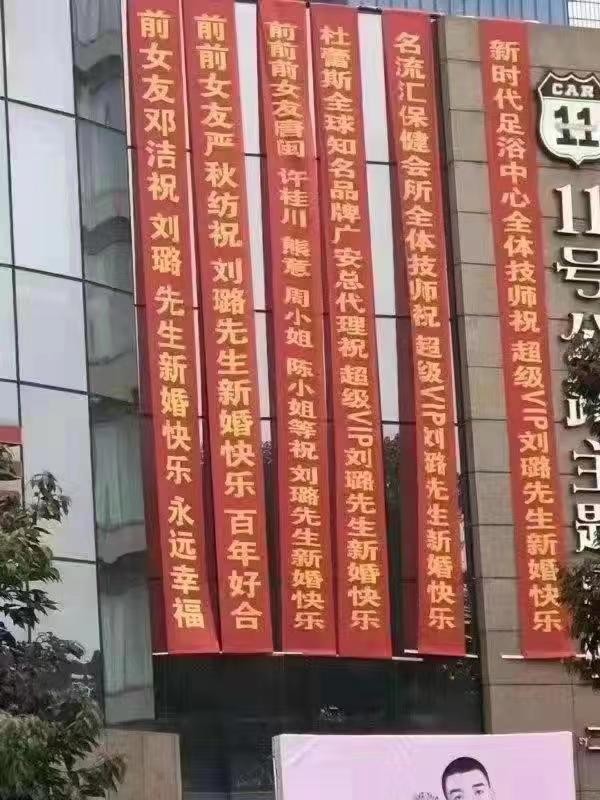 前女友邓洁祝 刘璐 先生新婚快乐 永远幸福
前前女友严秋纺祝 刘璐先生新婚快乐 百年好合
前前前女友唐闽 许桂川 熊薏 周小姐 陈小姐等祝 刘璐先生新婚快乐
杜蕾斯全球知名品牌广安总代理祝 超级VIP刘璐先生新婚快乐
名流汇保健会所全体技师祝 超级VIP刘璐先生新婚快乐
新时代足浴中心全体技师祝 超级VIP刘璐先生新婚快乐
CAR
11
11号公路主题